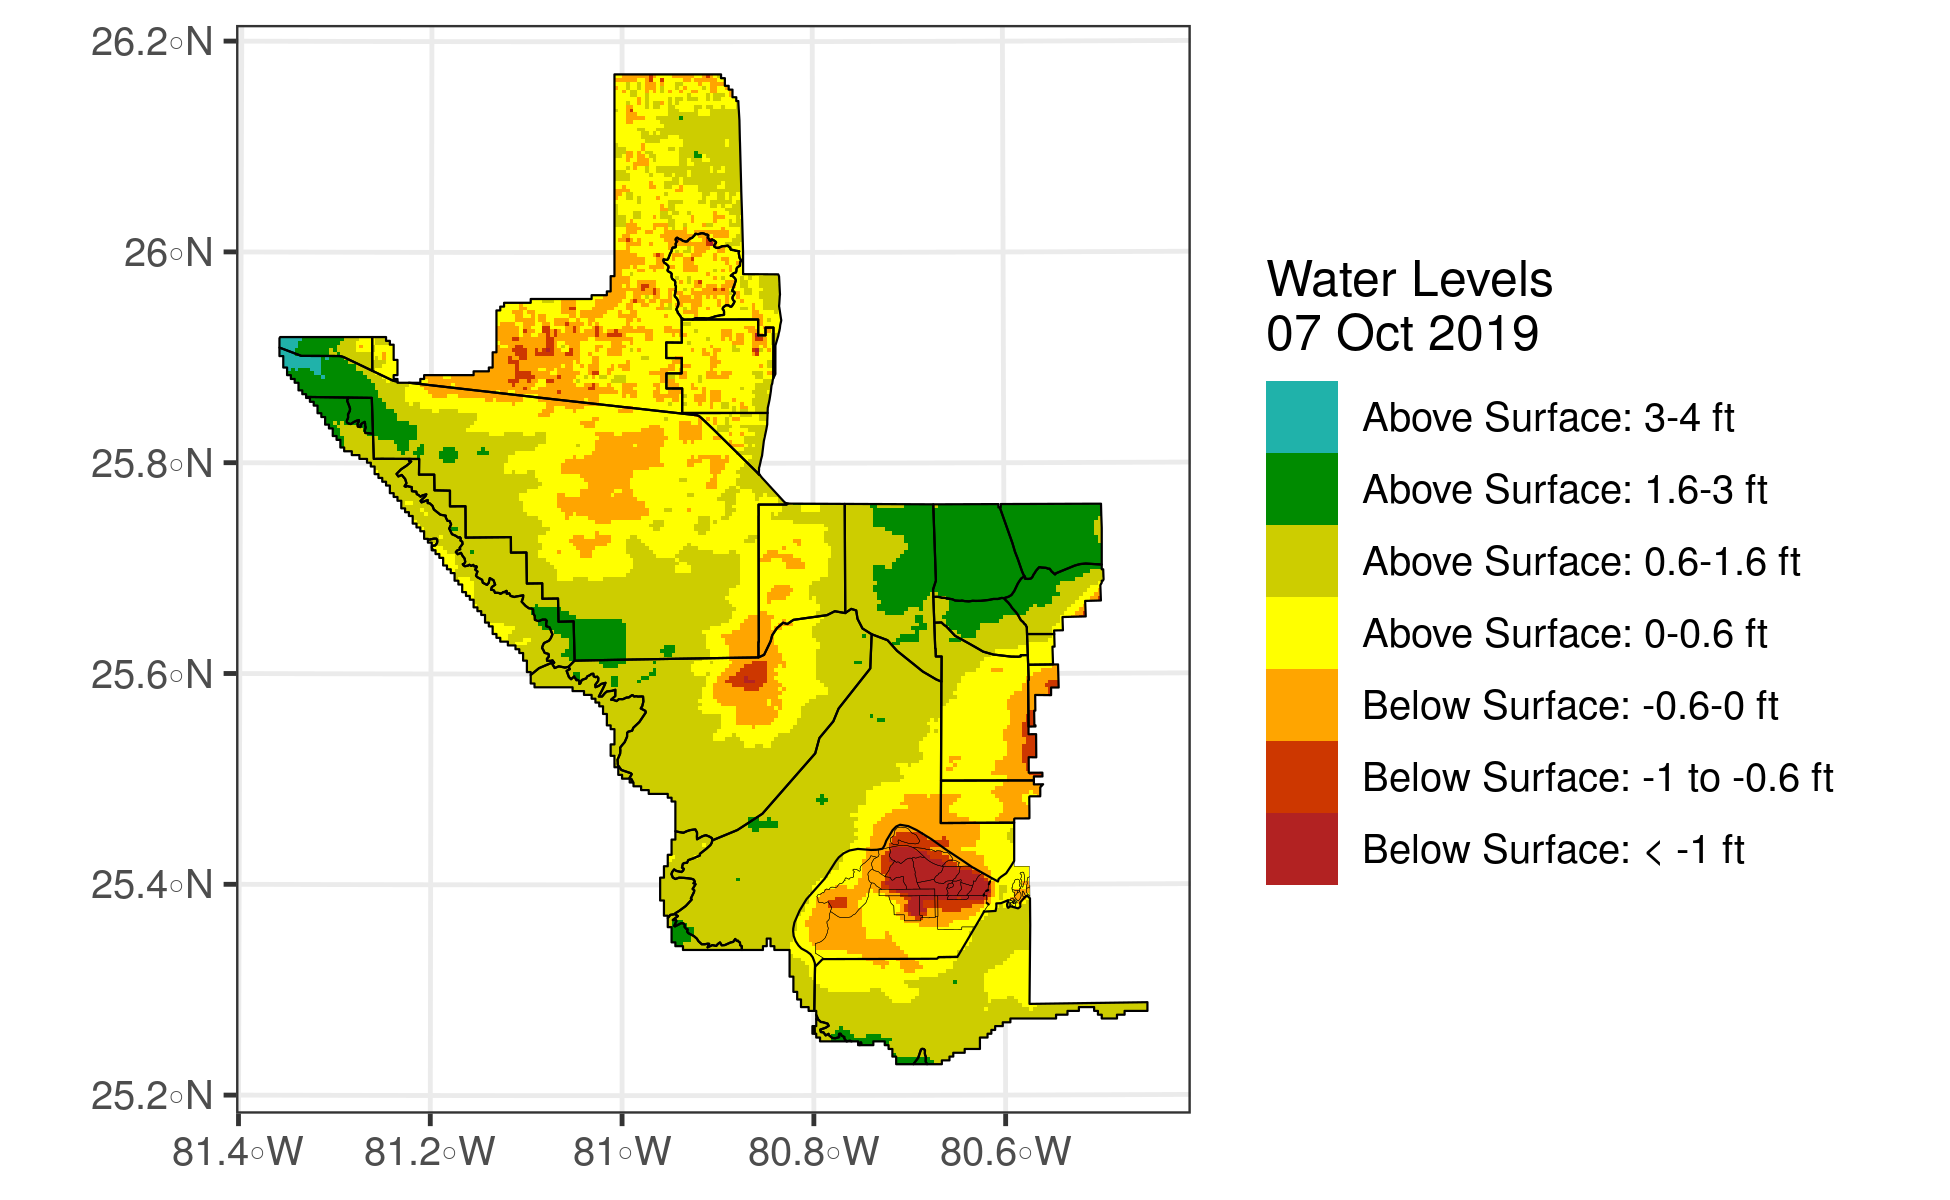 26.2°N
26°N
25.8°N
25.6°N
25.4°N
25.2°N
81.4°W 81.2°W 81°W 80.8°W 80.6°W
Water Levels
07 Oct 2019
Above Surface: 3-4 ft
Above Surface: 1.6-3 ft
Above Surface: 0.6-1.6 ft
Above Surface: 0-0.6 ft
Below Surface: -0.6-0 ft
Below Surface: -1 to -0.6 ft
Below Surface: < -1 ft